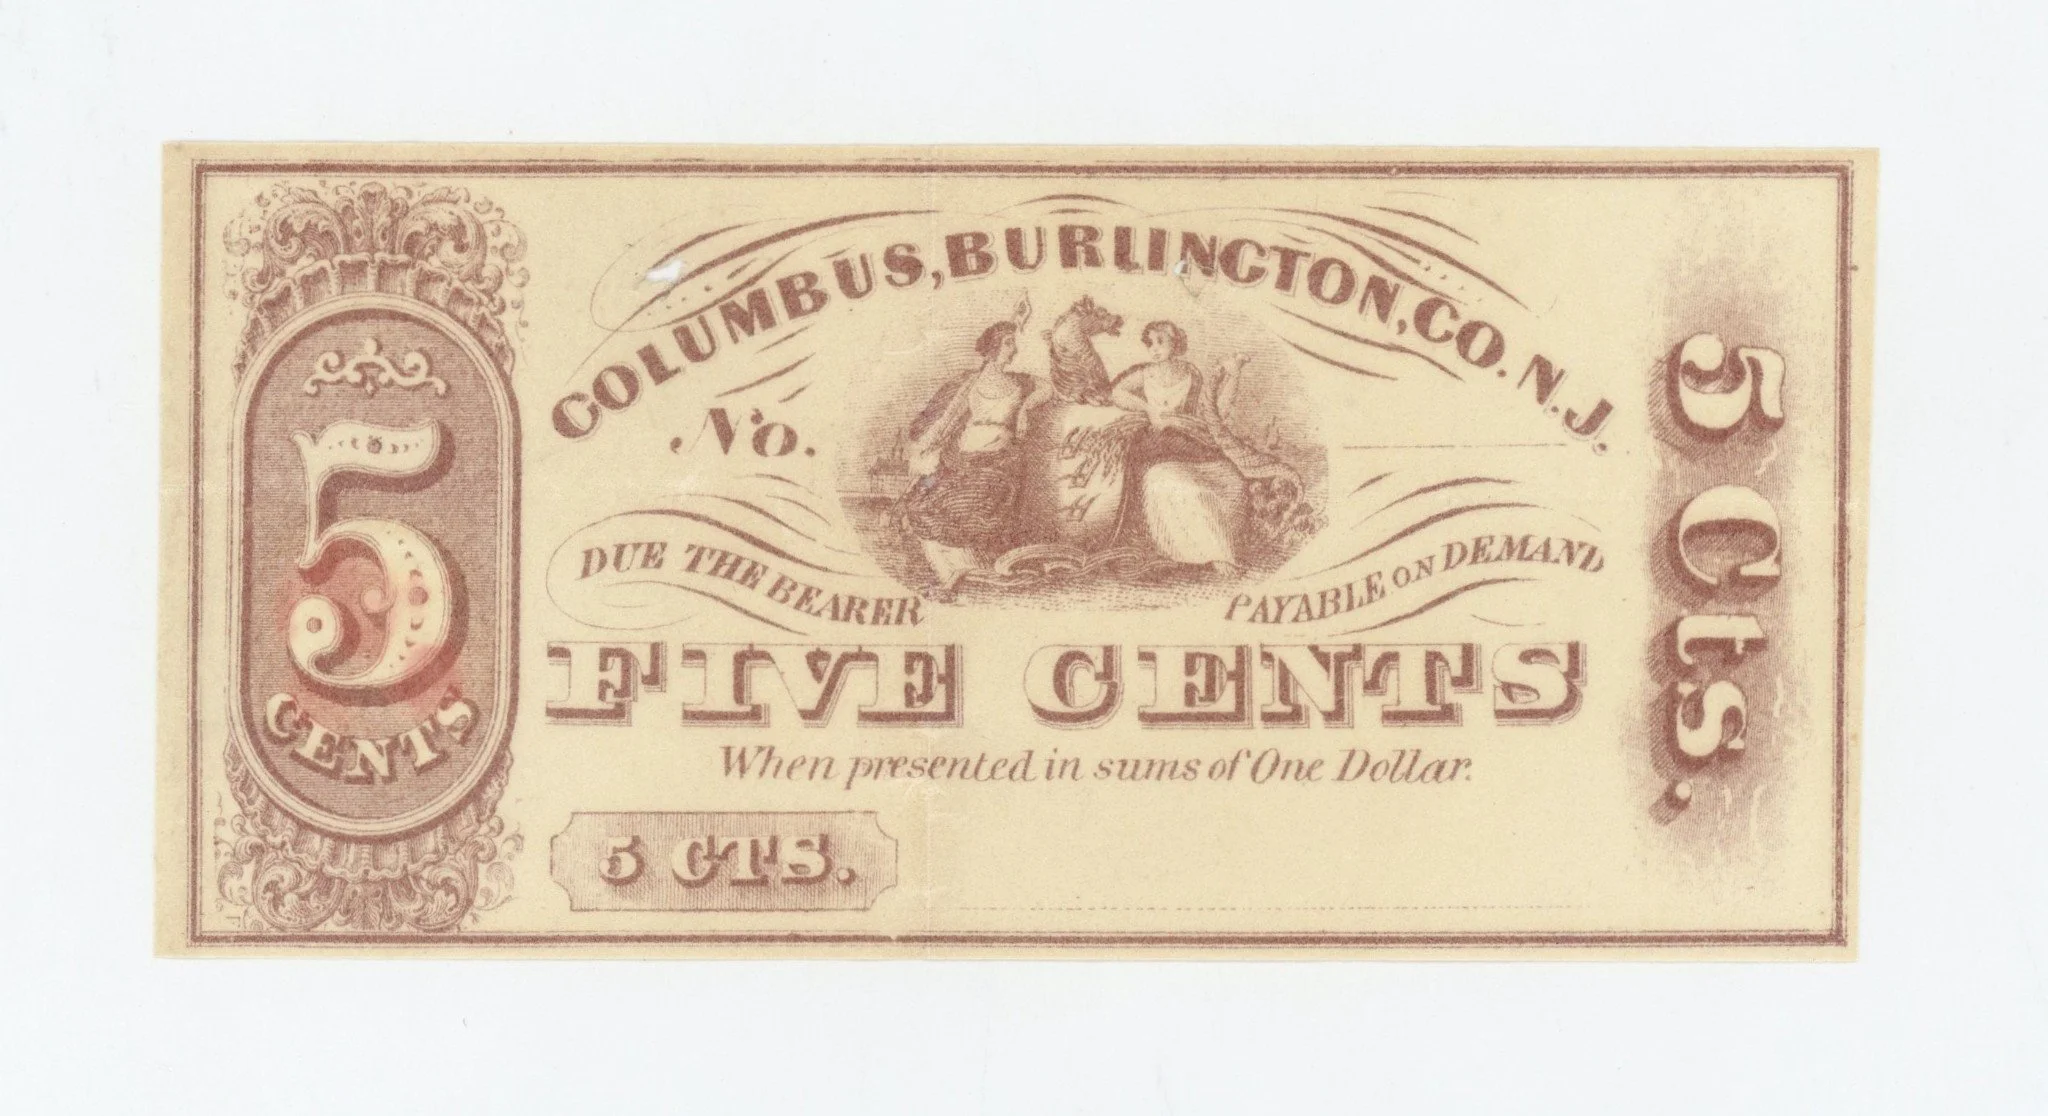 COLUMBUS, BURLINGTON, CO. N.J.
No.
DUE THE BEARER PAYABLE ON DEMAND
FIVE CENTS
When presented in sums of One Dollar.
5 CTS.
5
CENTS
5 Cts.